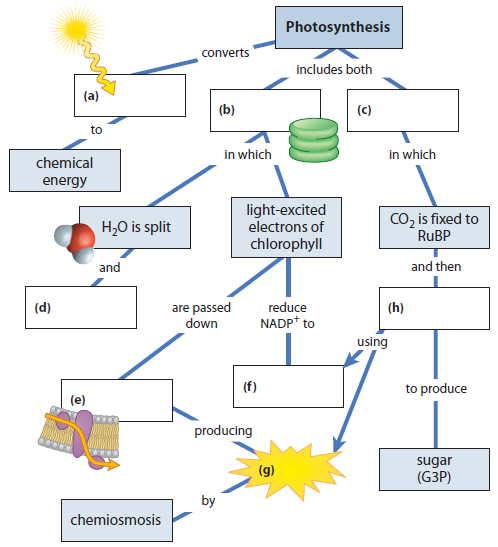 Photosynthesis
converts
includes both
(a)
(b)
(c)
to
in which
in which
chemical
energy
H₂O is split
light-excited
electrons of
chlorophyll
CO₂ is fixed to
RuBP
and
and then
(d)
are passed
down
reduce
NADP⁺ to
(h)
using
(e)
(f)
to produce
producing
(g)
sugar
(G3P)
by
chemiosmosis